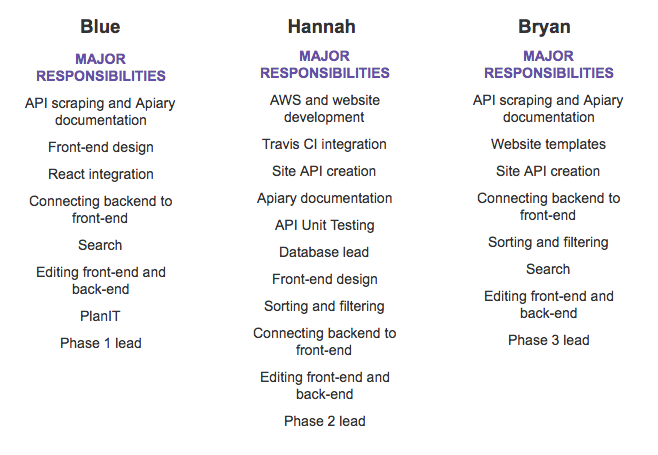 Blue
MAJOR
RESPONSIBILITIES
API scraping and Apiary
documentation
Front-end design
React integration
Connecting backend to
front-end
Search
Editing front-end and
back-end
PlanIT
Phase 1 lead
Hannah
MAJOR
RESPONSIBILITIES
AWS and website
development
Travis CI integration
Site API creation
Apiary documentation
API Unit Testing
Database lead
Front-end design
Sorting and filtering
Connecting backend to
front-end
Editing front-end and
back-end
Phase 2 lead
Bryan
MAJOR
RESPONSIBILITIES
API scraping and Apiary
documentation
Website templates
Site API creation
Connecting backend to
front-end
Sorting and filtering
Search
Editing front-end and
back-end
Phase 3 lead